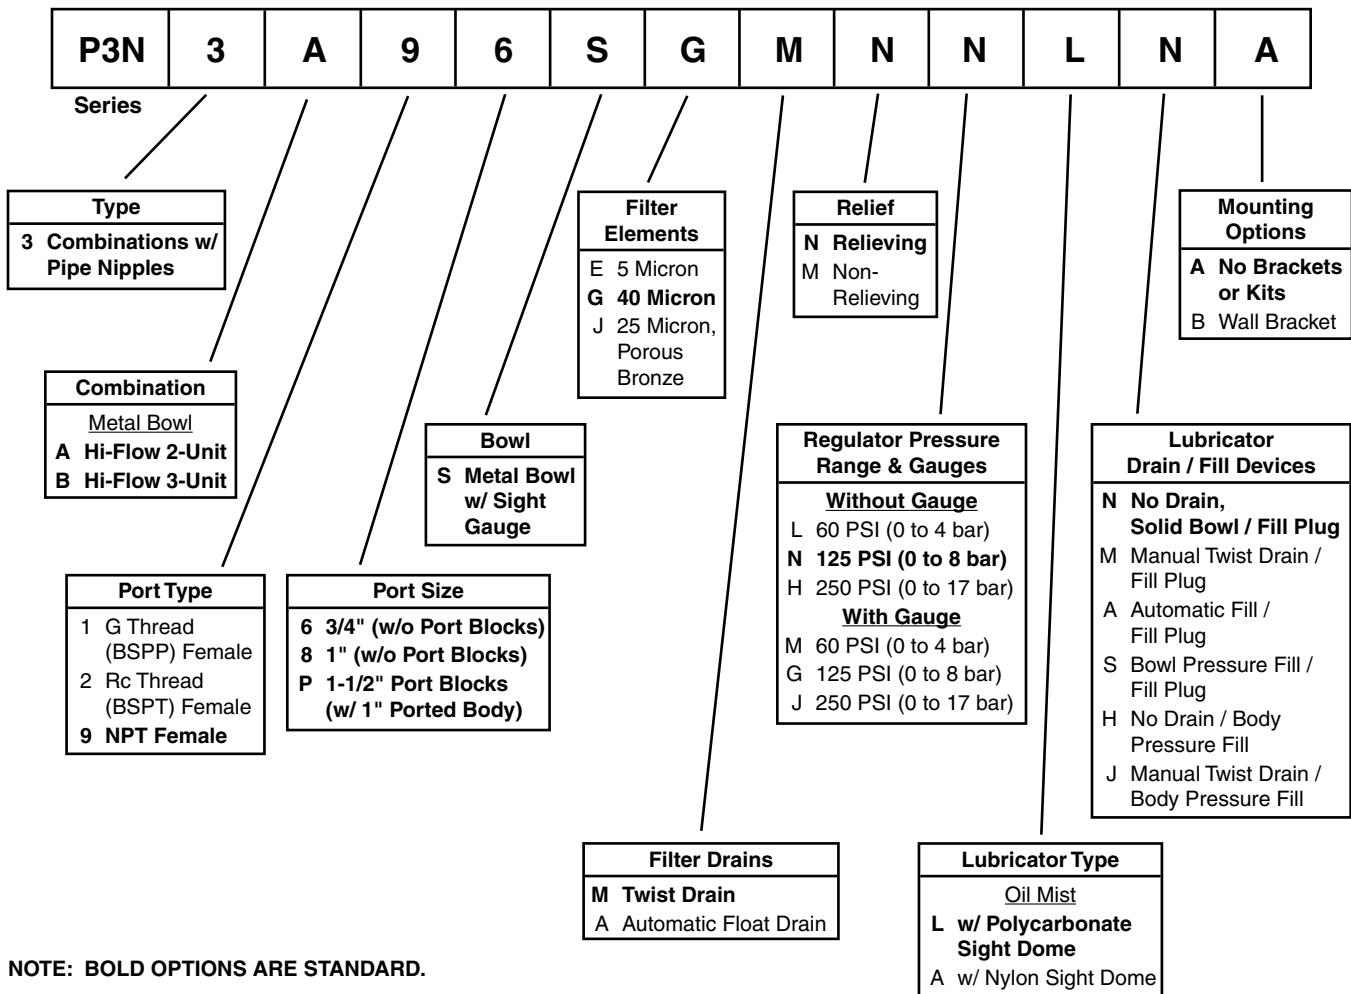 P3N 3 A 9 6 S G M N N L N A
Series
Type
3 Combinations w/
Pipe Nipples
Combination
Metal Bowl
A Hi-Flow 2-Unit
B Hi-Flow 3-Unit
Port Type
1 G Thread
(BSPP) Female
2 Rc Thread
(BSPT) Female
9 NPT Female
Port Size
6 3/4" (w/o Port Blocks)
8 1" (w/o Port Blocks)
P 1-1/2" Port Blocks
(w/ 1" Ported Body)
Bowl
S Metal Bowl
w/ Sight
Gauge
Filter
Elements
E 5 Micron
G 40 Micron
J 25 Micron,
Porous
Bronze
Filter Drains
M Twist Drain
A Automatic Float Drain
Relief
N Relieving
M Non-
Relieving
Regulator Pressure
Range & Gauges
Without Gauge
L 60 PSI (0 to 4 bar)
N 125 PSI (0 to 8 bar)
H 250 PSI (0 to 17 bar)
With Gauge
M 60 PSI (0 to 4 bar)
G 125 PSI (0 to 8 bar)
J 250 PSI (0 to 17 bar)
Lubricator Type
Oil Mist
L w/ Polycarbonate
Sight Dome
A w/ Nylon Sight Dome
Lubricator
Drain / Fill Devices
N No Drain,
Solid Bowl / Fill Plug
M Manual Twist Drain /
Fill Plug
A Automatic Fill /
Fill Plug
S Bowl Pressure Fill /
Fill Plug
H No Drain / Body
Pressure Fill
J Manual Twist Drain /
Body Pressure Fill
Mounting
Options
A No Brackets
or Kits
B Wall Bracket
NOTE: BOLD OPTIONS ARE STANDARD.